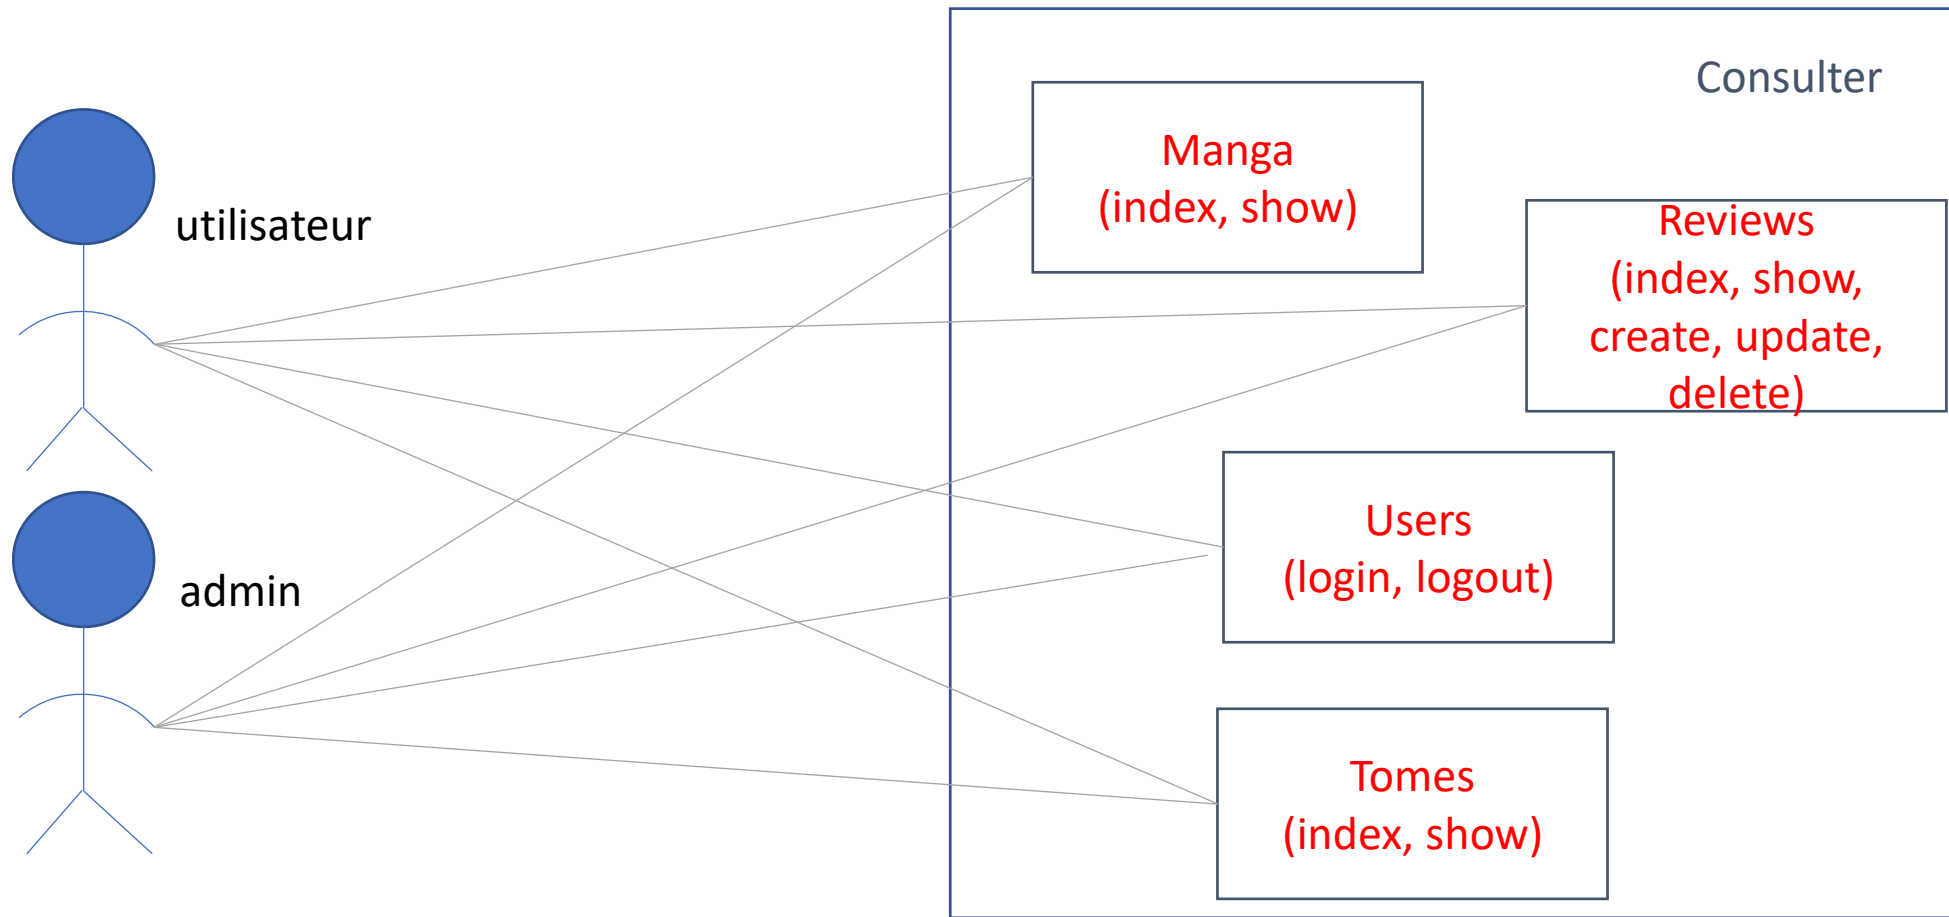 Consulter
Manga
(index, show)
utilisateur
Reviews
(index, show,
create, update,
delete)
Users
(login, logout)
admin
Tomes
(index, show)